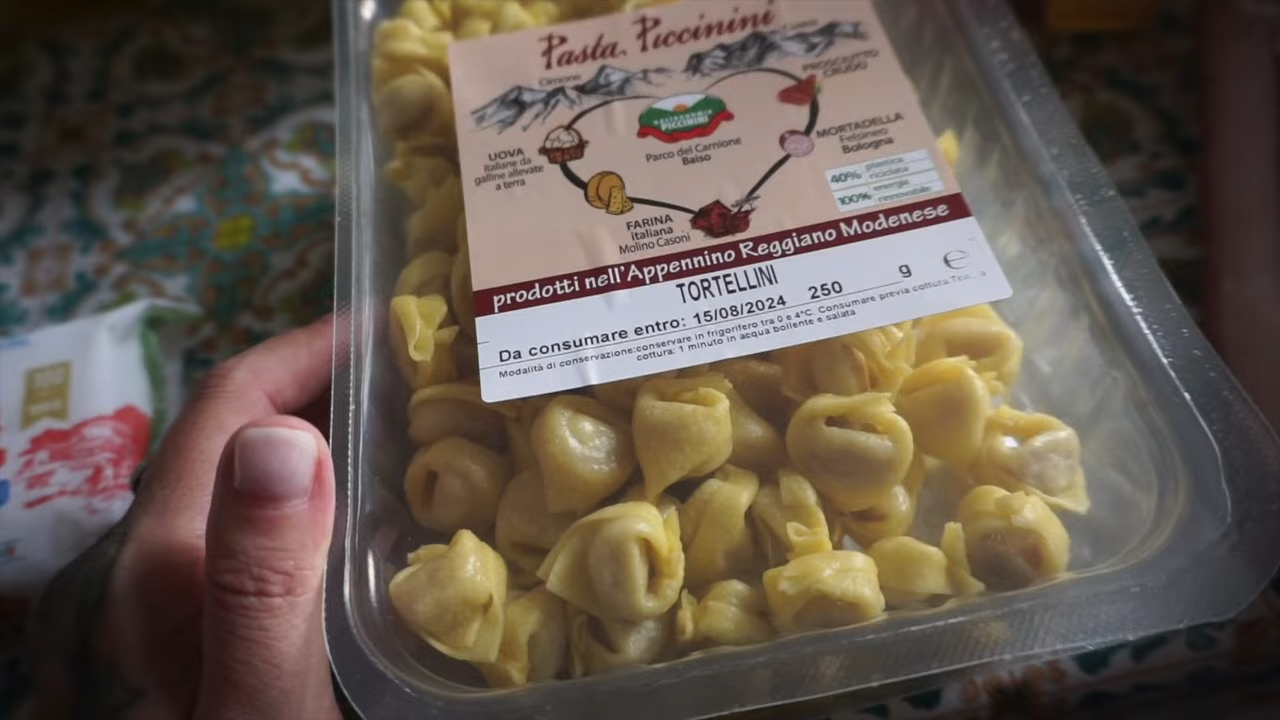 Pasta Piccinini
Cimone
PROSCIUTTO
CRUDO
GASTRONOMIA
PICCININI
Parco del Carnione
Baiso
MORTADELLA
Felsineo
Bologna
UOVA
italiane da
galline allevate
a terra
40% plastica
riciclata
100% energia
rinnovabile
FARINA
italiana
Molino Casoni
prodotti nell'Appennino Reggiano Modenese
TORTELLINI
Da consumare entro: 15/08/2024 250 g e
Modalità di conservazione:conservare in frigorifero tra 0 e 4°C. Consumare previa cottura
cottura: 1 minuto in acqua bollente e salata